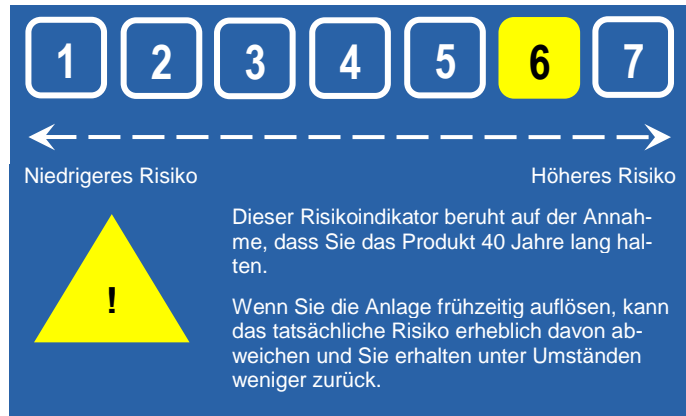 1 2 3 4 5 6 7
Niedrigeres Risiko Höheres Risiko
Dieser Risikoindikator beruht auf der Annah-
me, dass Sie das Produkt 40 Jahre lang hal-
ten.
!
Wenn Sie die Anlage frühzeitig auflösen, kann
das tatsächliche Risiko erheblich davon ab-
weichen und Sie erhalten unter Umständen
weniger zurück.